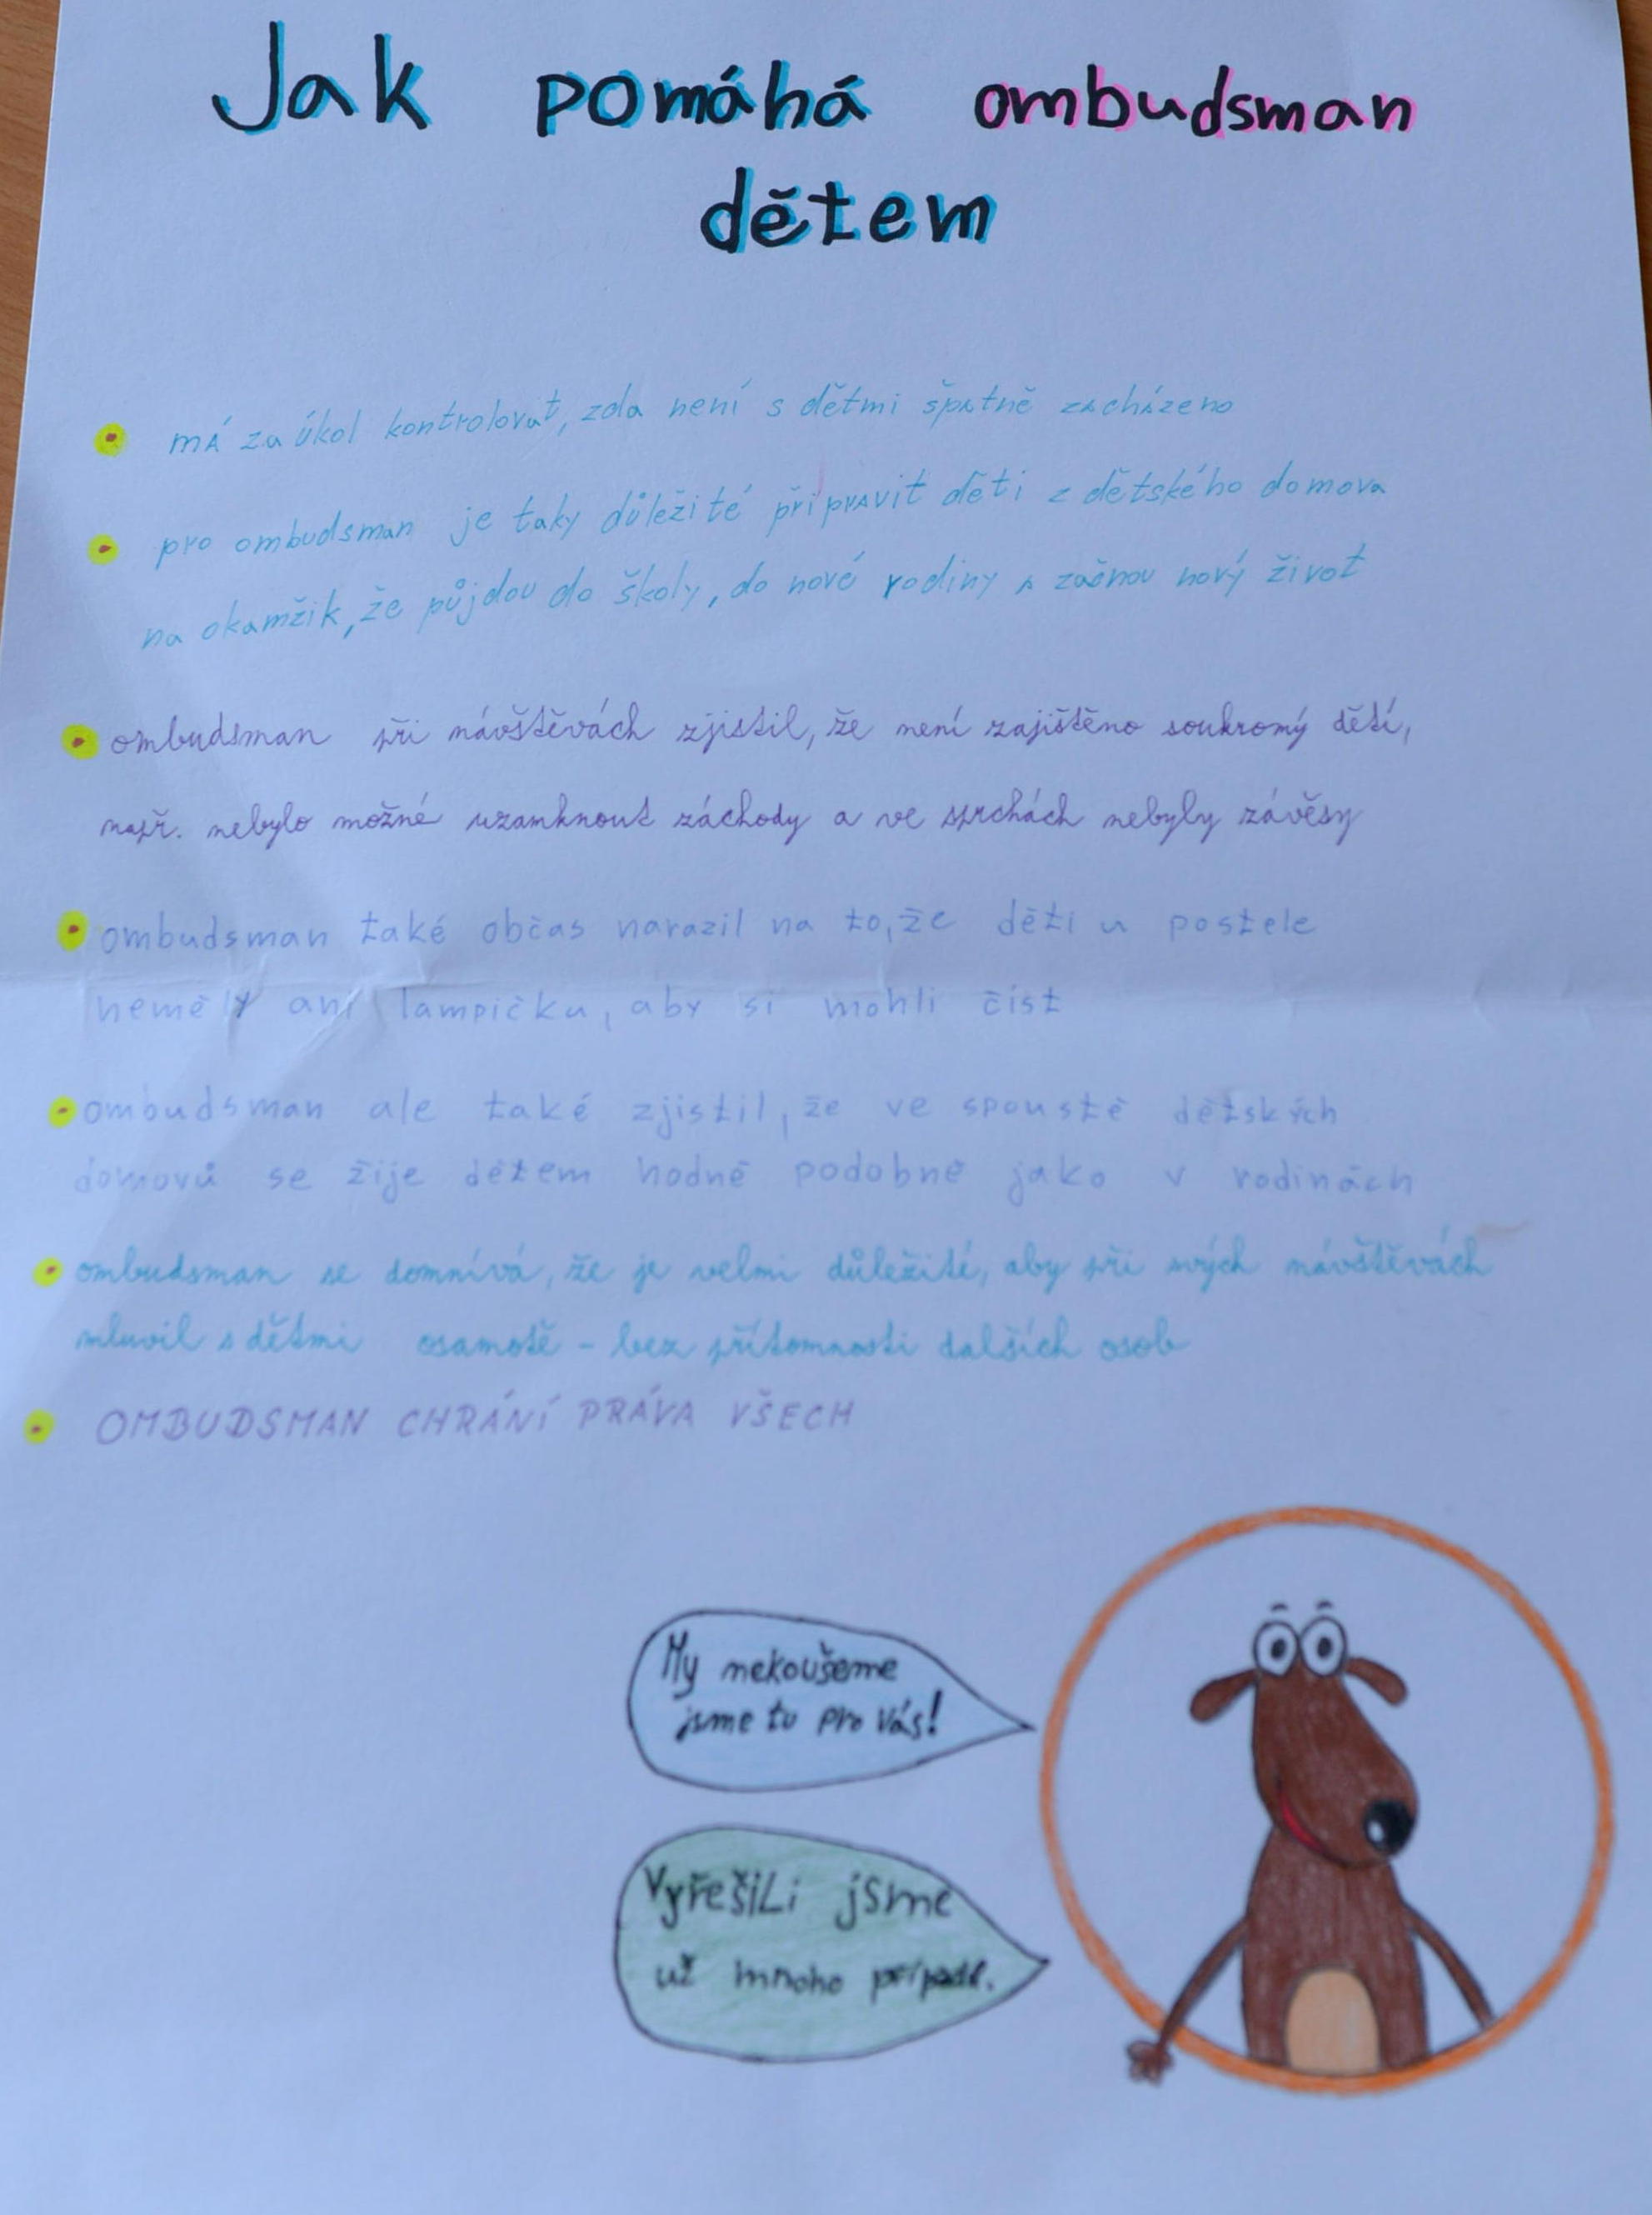 Jak pomáhá ombudsman
dětem
má za úkol kontrolovat, zda není s dětmi špatně zacházeno
pro ombudsman je taky důležité připravit děti z dětského domova
na okamžik, že půjdou do školy, do nové rodiny a začnou nový život
ombudsman při návštěvách zjistil, že není zajištěno soukromý dětí,
např. nebylo možné uzamknout záchody a ve sprchách nebyly závěsy
ombudsman také občas narazil na to, že děti u postele
neměly ani lampičku, aby si mohli číst
ombudsman ale také zjistil, že ve spoustě dětských
domovů se žije dětem hodně podobně jako v rodinách
ombudsman se domnívá, že je velmi důležité, aby při svých návštěvách
mluvil s dětmi osamotě - bez přítomnosti dalších osob
OMBUDSMAN CHRÁNÍ PRÁVA VŠECH
My nekoušeme
jsme tu pro Vás!
Vyřešili jsme
už mnoho případů.